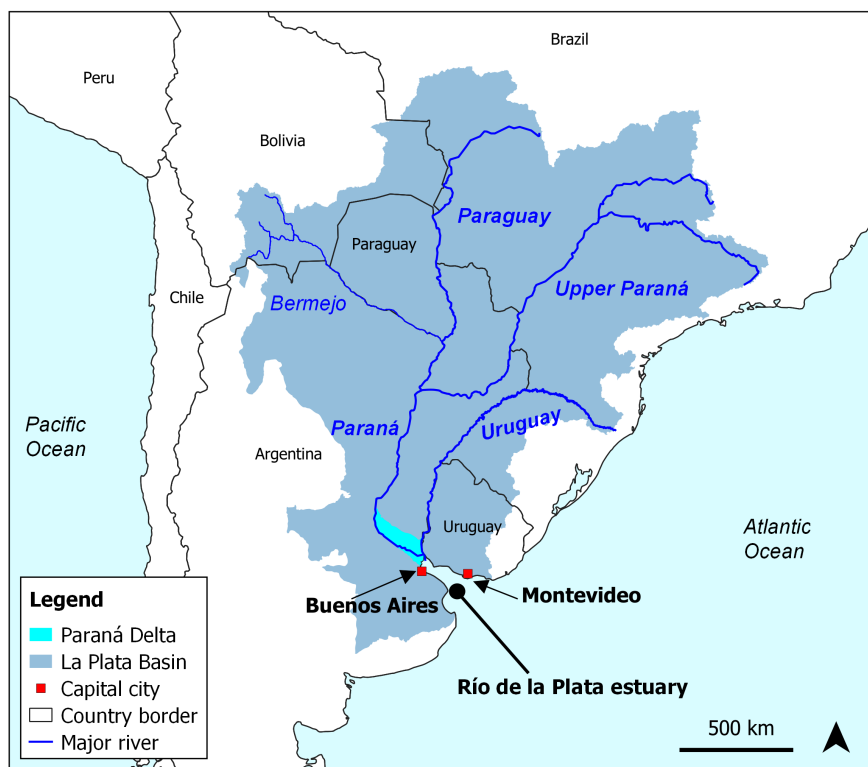 Brazil
Peru
Bolivia
Paraguay
Paraguay
Chile
Bermejo
Upper Paraná
Pacific
Ocean
Paraná
Uruguay
Argentina
Uruguay
Atlantic
Ocean
Buenos Aires
Montevideo
Río de la Plata estuary
Legend
Paraná Delta
La Plata Basin
Capital city
Country border
Major river
500 km